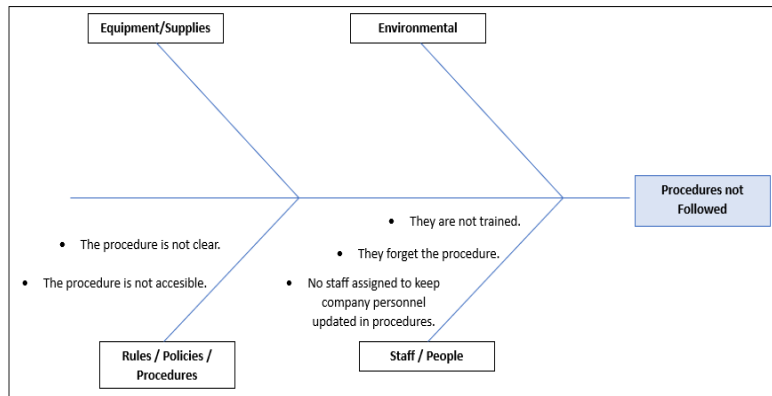 Equipment/Supplies
Environmental
Procedures not
Followed
• They are not trained.
• The procedure is not clear.
• They forget the procedure.
• The procedure is not accesible.
• No staff assigned to keep
company personnel
updated in procedures.
Rules / Policies /
Procedures
Staff / People